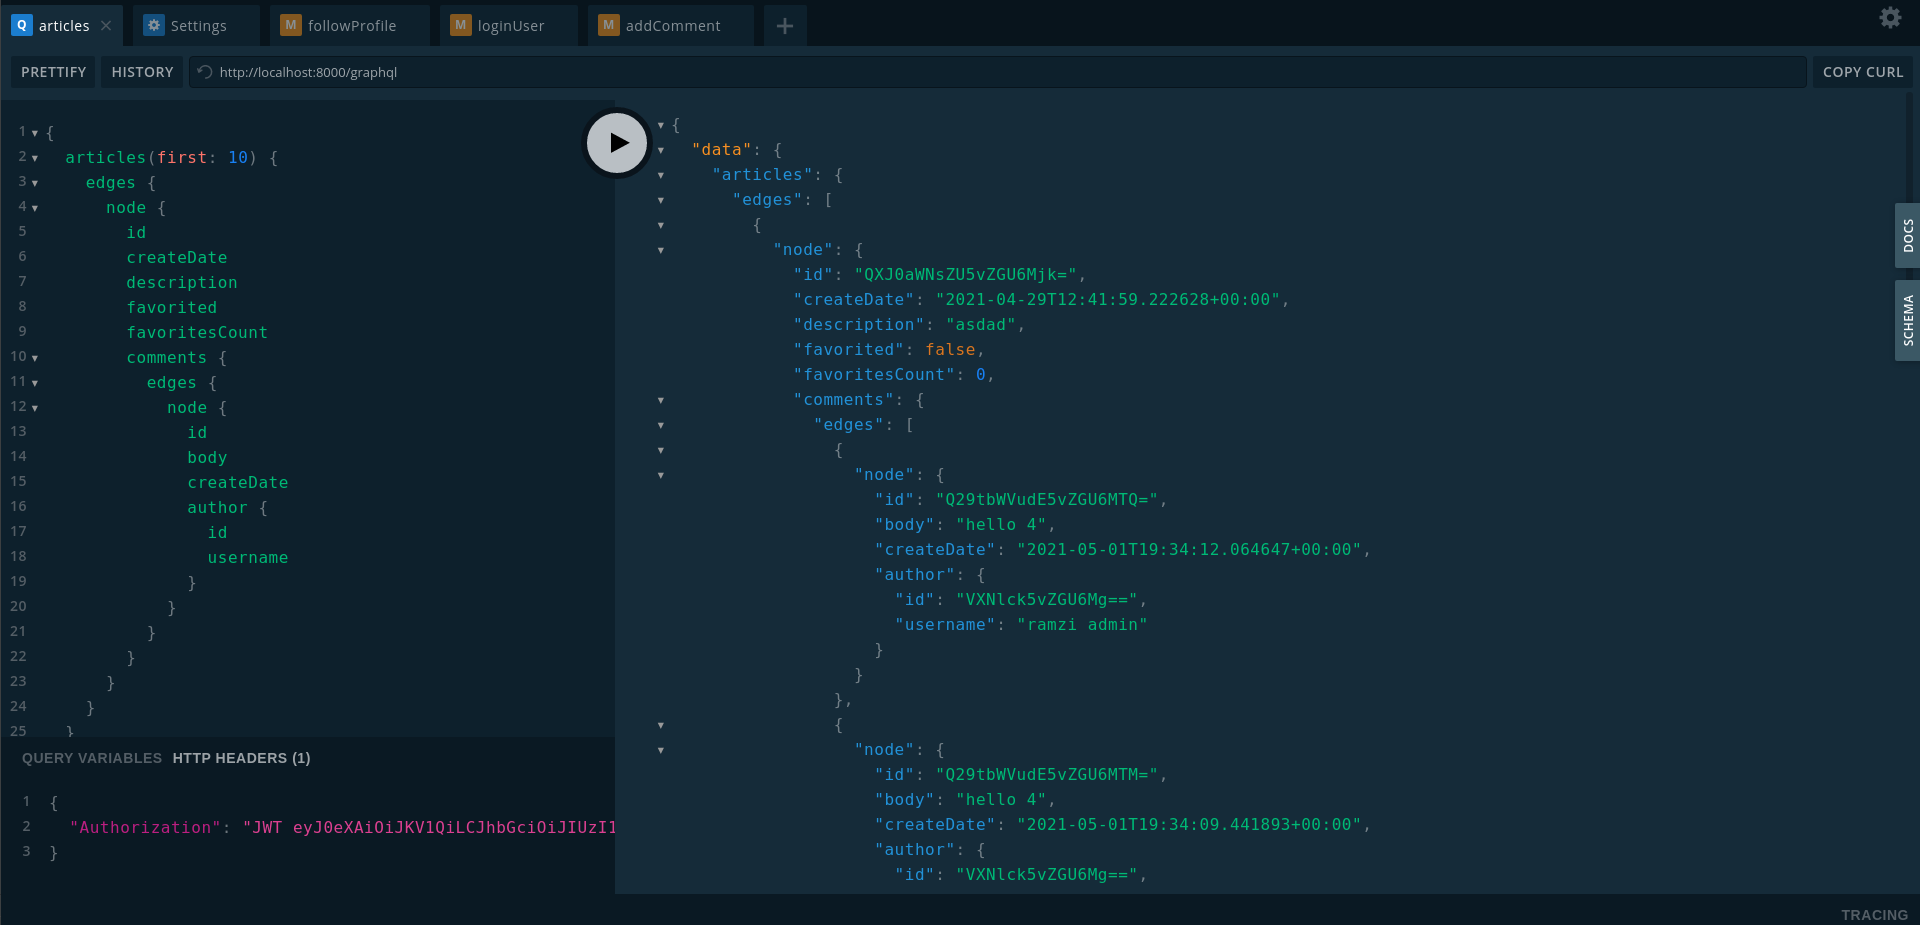 Q articles × Settings M followProfile M loginUser M addComment +
PRETTIFY HISTORY http://localhost:8000/graphql COPY CURL
1 {
2 articles(first: 10) {
3 edges {
4 node {
5 id
6 createDate
7 description
8 favorited
9 favoritesCount
10 comments {
11 edges {
12 node {
13 id
14 body
15 createDate
16 author {
17 id
18 username
19 }
20 }
21 }
22 }
23 }
24 }
25 }
QUERY VARIABLES HTTP HEADERS (1)
1 {
2 "Authorization": "JWT eyJ0eXAiOiJKV1QiLCJhbGciOiJIUzI1
3 }
{
"data": {
"articles": {
"edges": [
{
"node": {
"id": "QXJ0aWNsZU5vZGU6Mjk=",
"createDate": "2021-04-29T12:41:59.222628+00:00",
"description": "asdad",
"favorited": false,
"favoritesCount": 0,
"comments": {
"edges": [
{
"node": {
"id": "Q29tbWVudE5vZGU6MTQ=",
"body": "hello 4",
"createDate": "2021-05-01T19:34:12.064647+00:00",
"author": {
"id": "VXNlck5vZGU6Mg==",
"username": "ramzi admin"
}
}
},
{
"node": {
"id": "Q29tbWVudE5vZGU6MTM=",
"body": "hello 4",
"createDate": "2021-05-01T19:34:09.441893+00:00",
"author": {
"id": "VXNlck5vZGU6Mg==",
DOCS
SCHEMA
TRACING